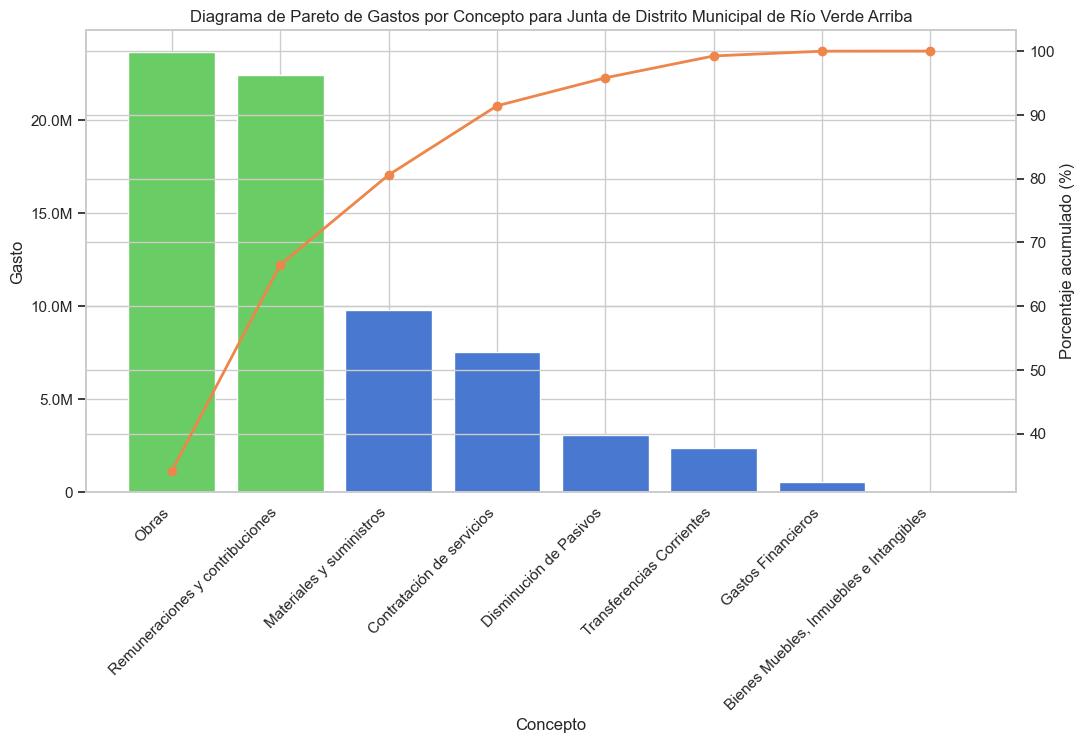 Diagrama de Pareto de Gastos por Concepto para Junta de Distrito Municipal de Río Verde Arriba
Gasto
20.0M
15.0M
10.0M
5.0M
0
100
90
80
70
60
50
40
Porcentaje acumulado (%)
Obras
Remuneraciones y contribuciones
Materiales y suministros
Contratación de servicios
Disminución de Pasivos
Transferencias Corrientes
Gastos Financieros
Bienes Muebles, Inmuebles e Intangibles
Concepto